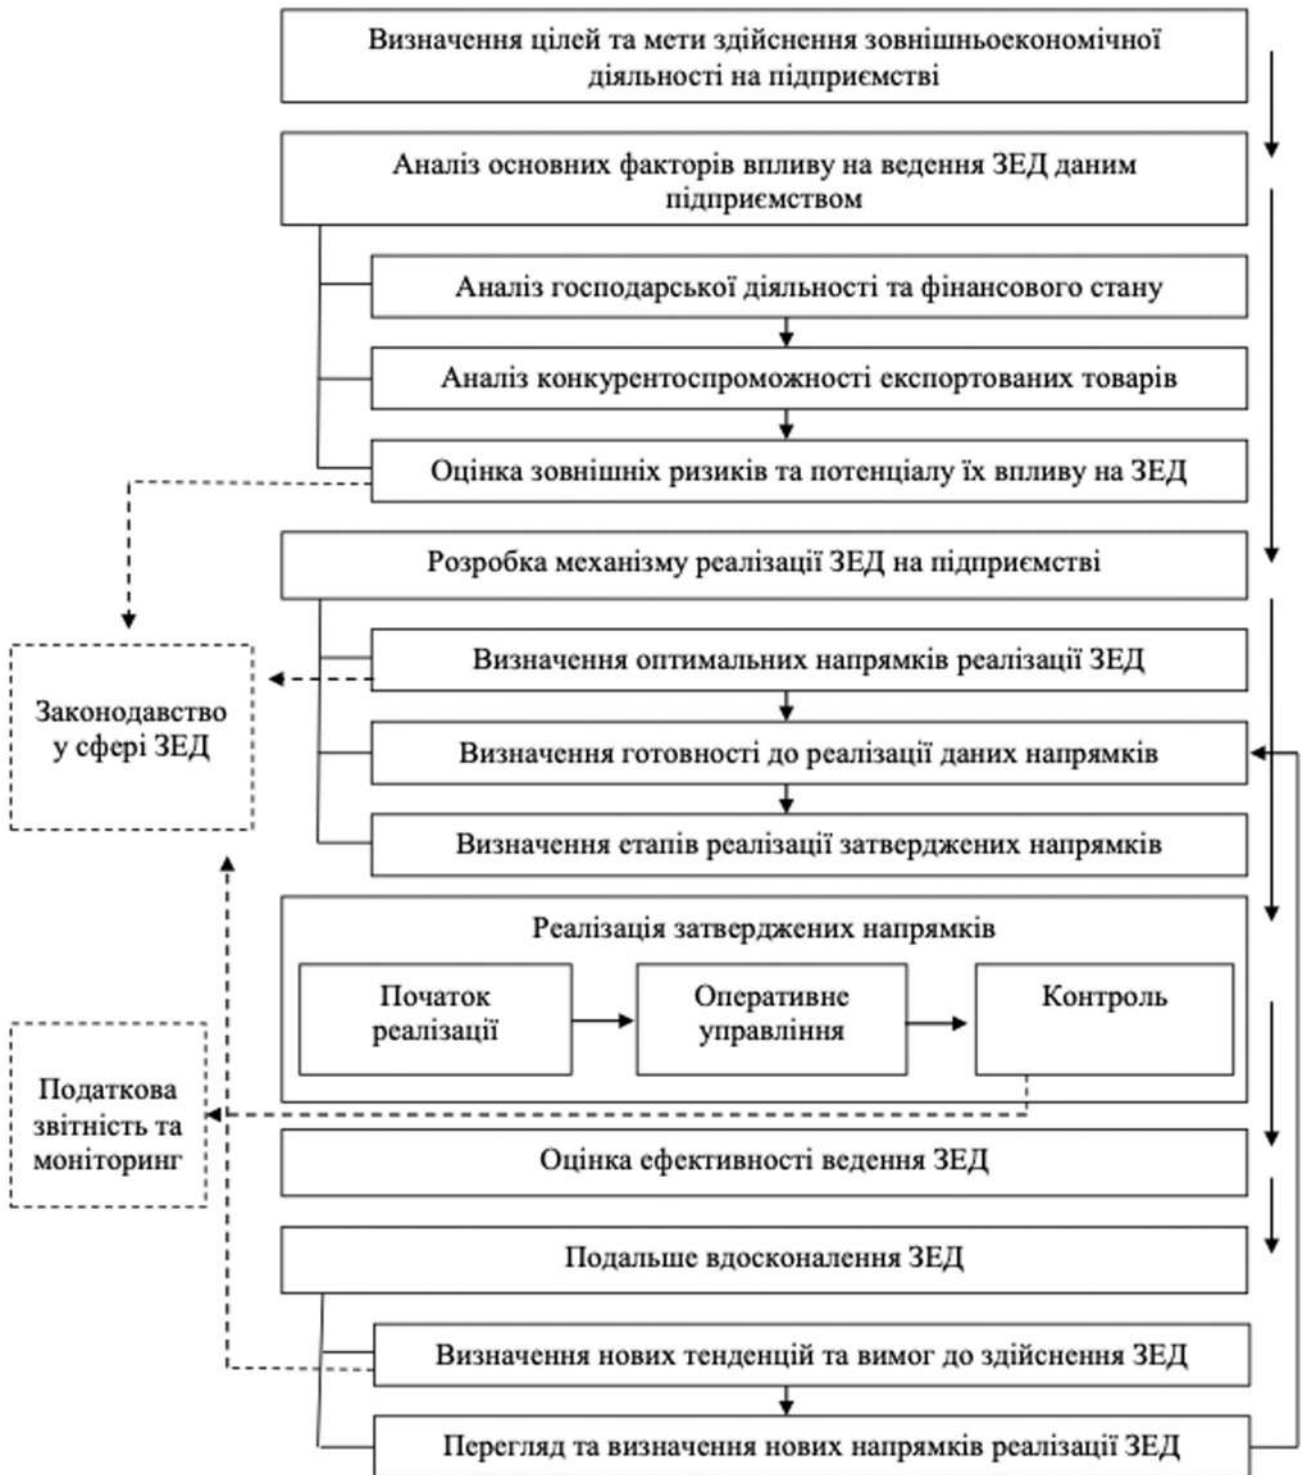 Визначення цілей та мети здійснення зовнішньоекономічної
діяльності на підприємстві
Аналіз основних факторів впливу на ведення ЗЕД даним
підприємством
Аналіз господарської діяльності та фінансового стану
Аналіз конкурентоспроможності експортованих товарів
Оцінка зовнішніх ризиків та потенціалу їх впливу на ЗЕД
Розробка механізму реалізації ЗЕД на підприємстві
Визначення оптимальних напрямків реалізації ЗЕД
Законодавство
у сфері ЗЕД
Визначення готовності до реалізації даних напрямків
Визначення етапів реалізації затверджених напрямків
Реалізація затверджених напрямків
Початок
реалізації
Оперативне
управління
Контроль
Податкова
звітність та
моніторинг
Оцінка ефективності ведення ЗЕД
Подальше вдосконалення ЗЕД
Визначення нових тенденцій та вимог до здійснення ЗЕД
Перегляд та визначення нових напрямків реалізації ЗЕД